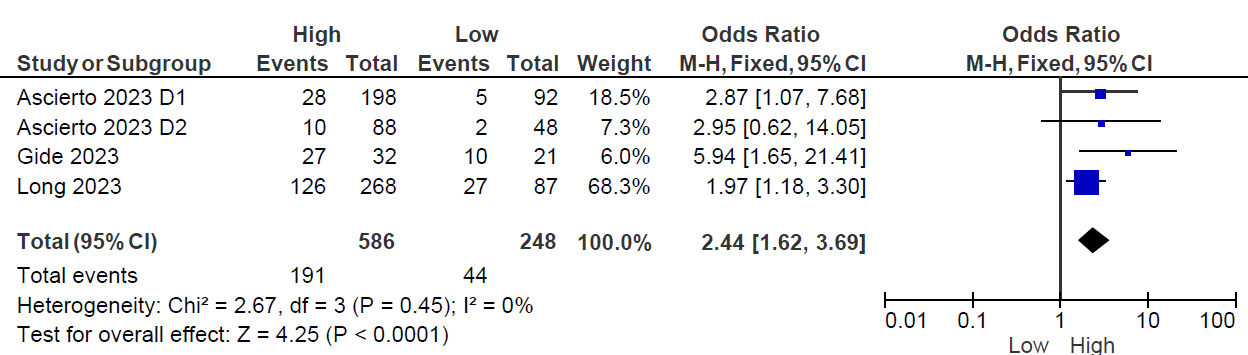 High Low Odds Ratio Odds Ratio
Study or Subgroup Events Total Events Total Weight M-H, Fixed, 95% CI M-H, Fixed, 95% CI
Ascierto 2023 D1 28 198 5 92 18.5% 2.87 [1.07, 7.68]
Ascierto 2023 D2 10 88 2 48 7.3% 2.95 [0.62, 14.05]
Gide 2023 27 32 10 21 6.0% 5.94 [1.65, 21.41]
Long 2023 126 268 27 87 68.3% 1.97 [1.18, 3.30]
Total (95% CI) 586 248 100.0% 2.44 [1.62, 3.69]
Total events 191 44
Heterogeneity: Chi² = 2.67, df = 3 (P = 0.45); I² = 0%
Test for overall effect: Z = 4.25 (P < 0.0001)
0.01 0.1 1 10 100
Low High